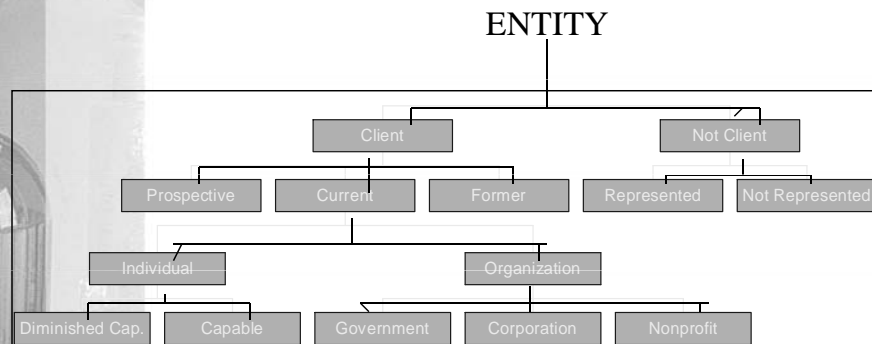 ENTITY
Client Not Client
Prospective Current Former Represented Not Represented
Individual Organization
Diminished Cap. Capable Government Corporation Nonprofit